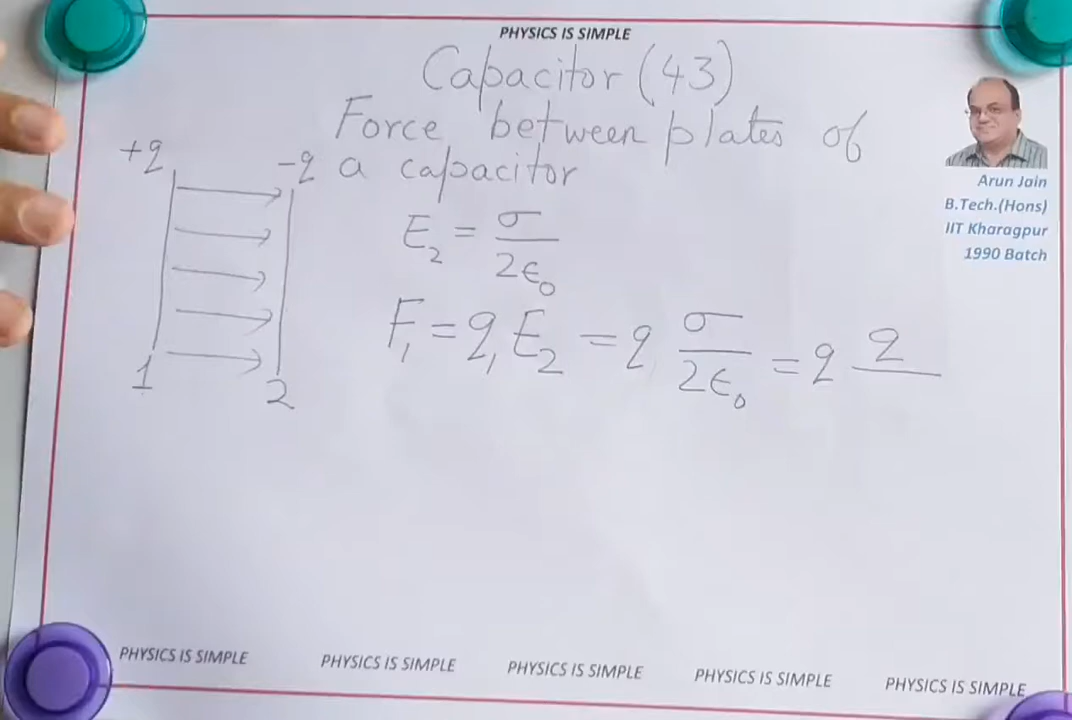 PHYSICS IS SIMPLE
Capacitor (43)
Force between plates of
a capacitor
+q
-q
1
2
E₂ = σ/2ϵ₀
F₁ = q₁E₂ = q σ/2ϵ₀ = q q/
Arun Jain
B.Tech.(Hons)
IIT Kharagpur
1990 Batch
PHYSICS IS SIMPLE PHYSICS IS SIMPLE PHYSICS IS SIMPLE PHYSICS IS SIMPLE PHYSICS IS SIMPLE